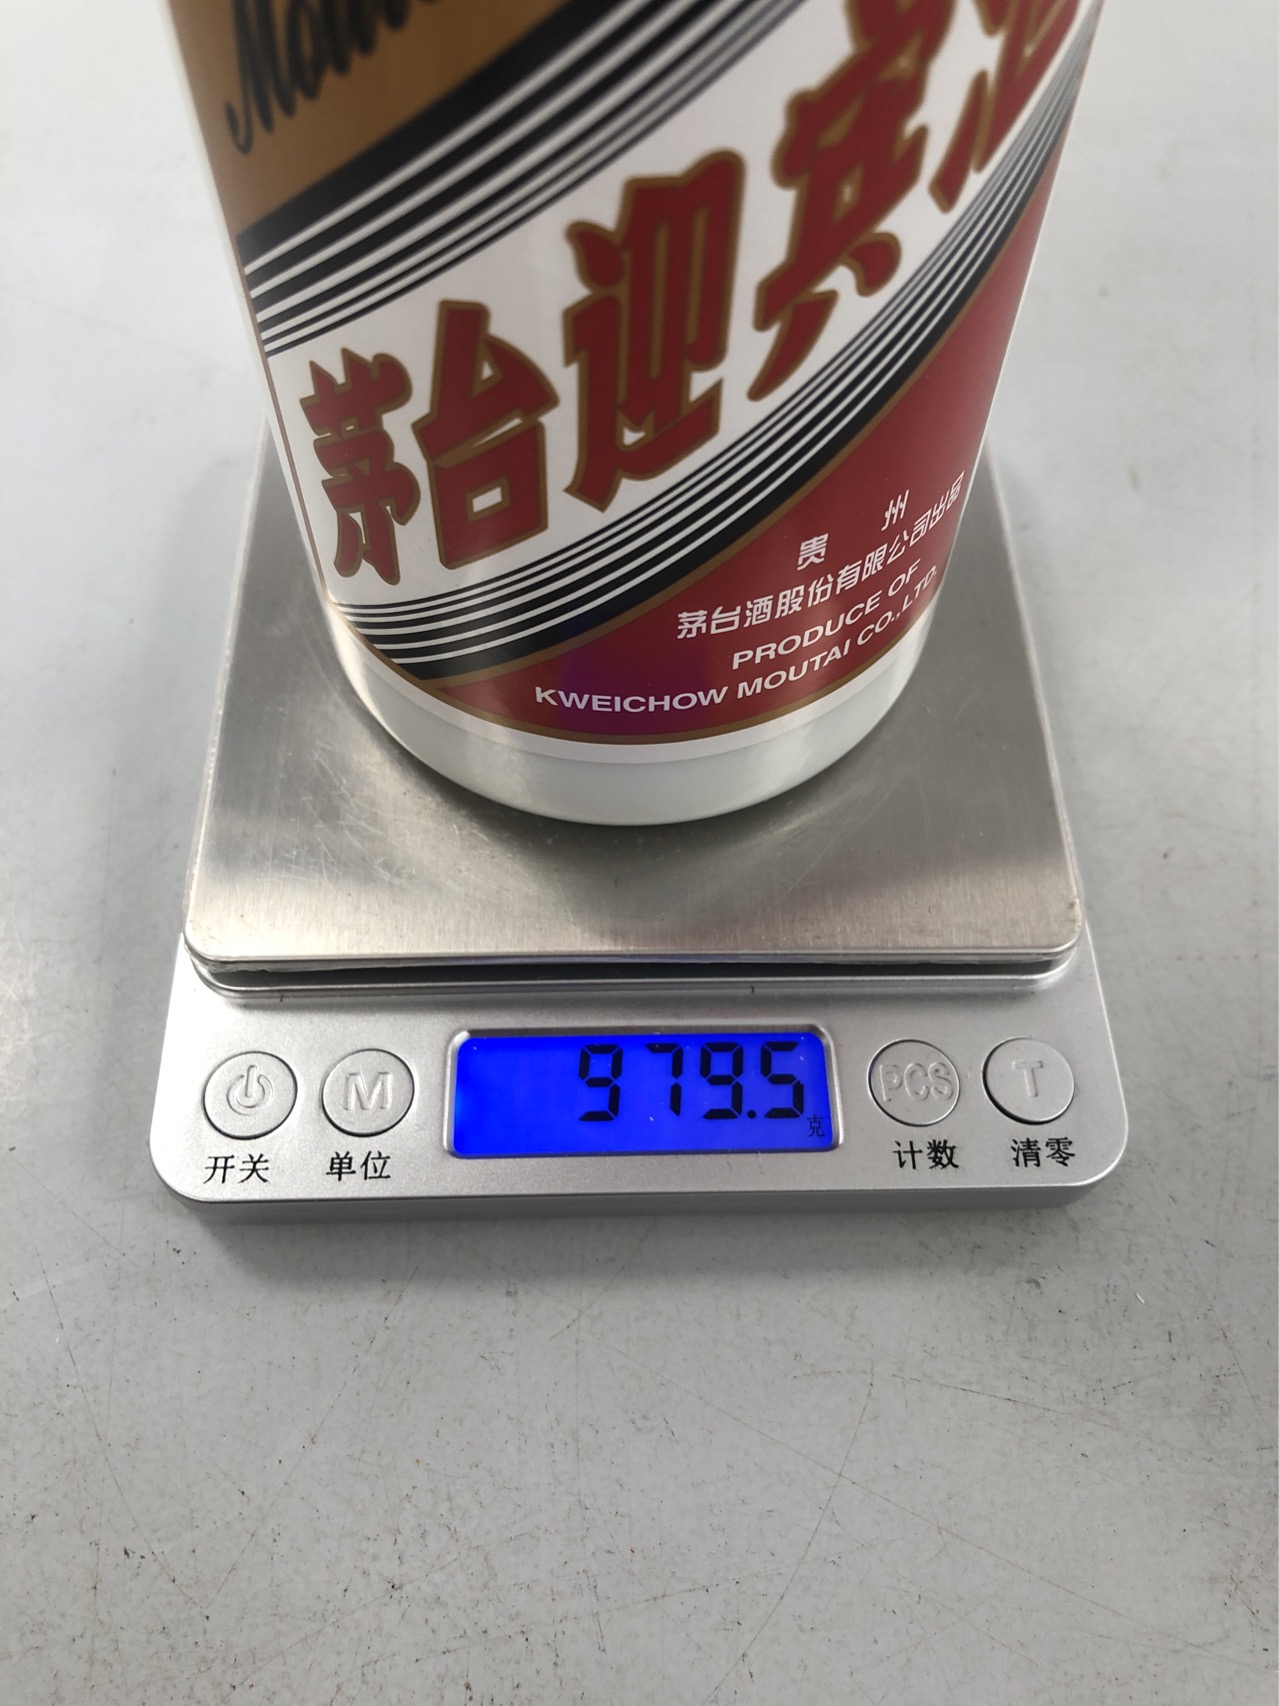 茅台迎宾酒
贵州
茅台酒股份有限公司出品
PRODUCE OF
KWEICHOW MOUTAI CO.,LTD.
979.5
克
M
PCS
T
开关
单位
计数
清零